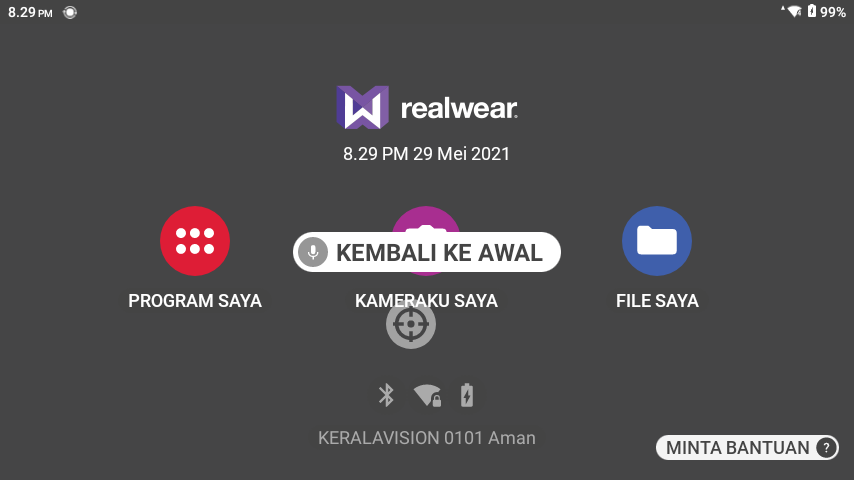 8.29 PM
99%
realwear
8.29 PM 29 Mei 2021
KEMBALI KE AWAL
PROGRAM SAYA
KAMERAKU SAYA
FILE SAYA
KERALAVISION 0101 Aman
MINTA BANTUAN ?